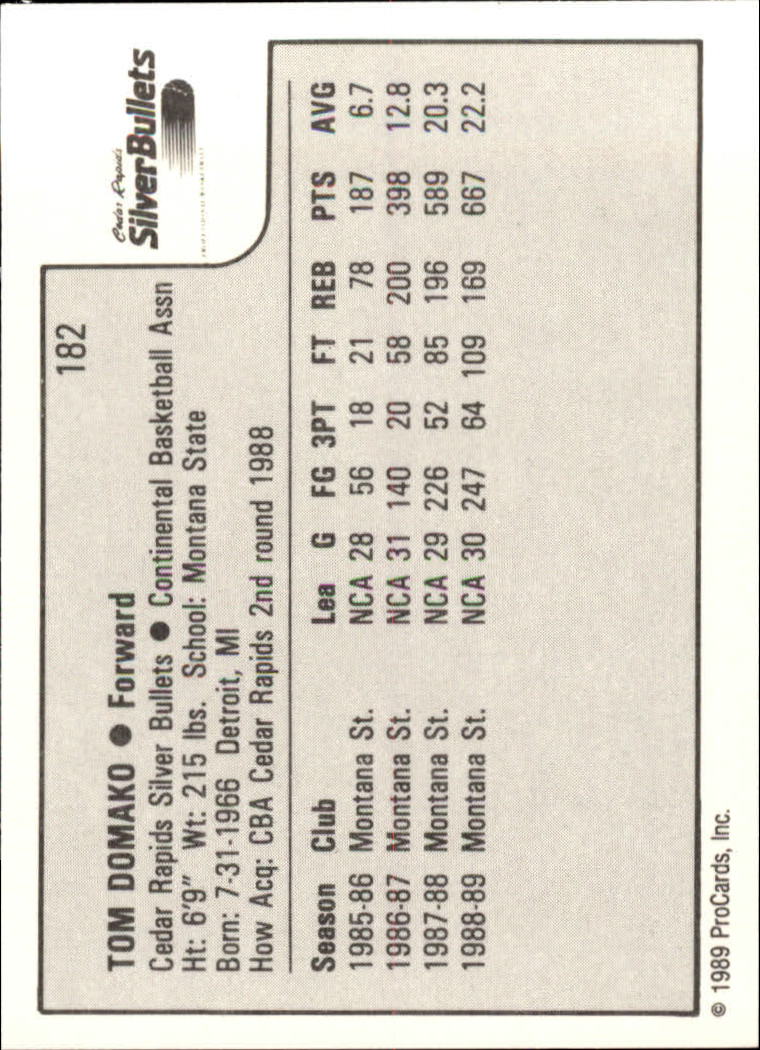 182
Cedar Rapids
SilverBullets
TOM DOMAKO ● Forward
Cedar Rapids Silver Bullets ● Continental Basketball Assn
Ht: 6'9" Wt: 215 lbs. School: Montana State
Born: 7-31-1966 Detroit, MI
How Acq: CBA Cedar Rapids 2nd round 1988
Season Club Lea G FG 3PT FT REB PTS AVG
1985-86 Montana St. NCA 28 56 18 21 78 187 6.7
1986-87 Montana St. NCA 31 140 20 58 200 398 12.8
1987-88 Montana St. NCA 29 226 52 85 196 589 20.3
1988-89 Montana St. NCA 30 247 64 109 169 667 22.2
© 1989 ProCards, Inc.